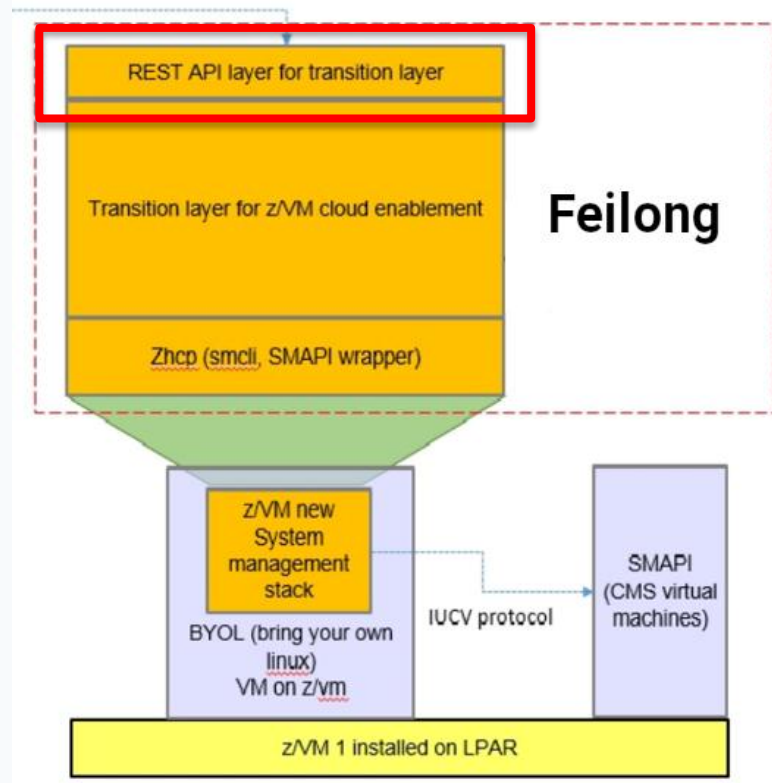 REST API layer for transition layer
Transition layer for z/VM cloud enablement
Feilong
Zhcp (smcli, SMAPI wrapper)
z/VM new
System
management
stack
BYOL (bring your own
linux)
VM on z/vm
IUCV protocol
SMAPI
(CMS virtual
machines)
z/VM 1 installed on LPAR